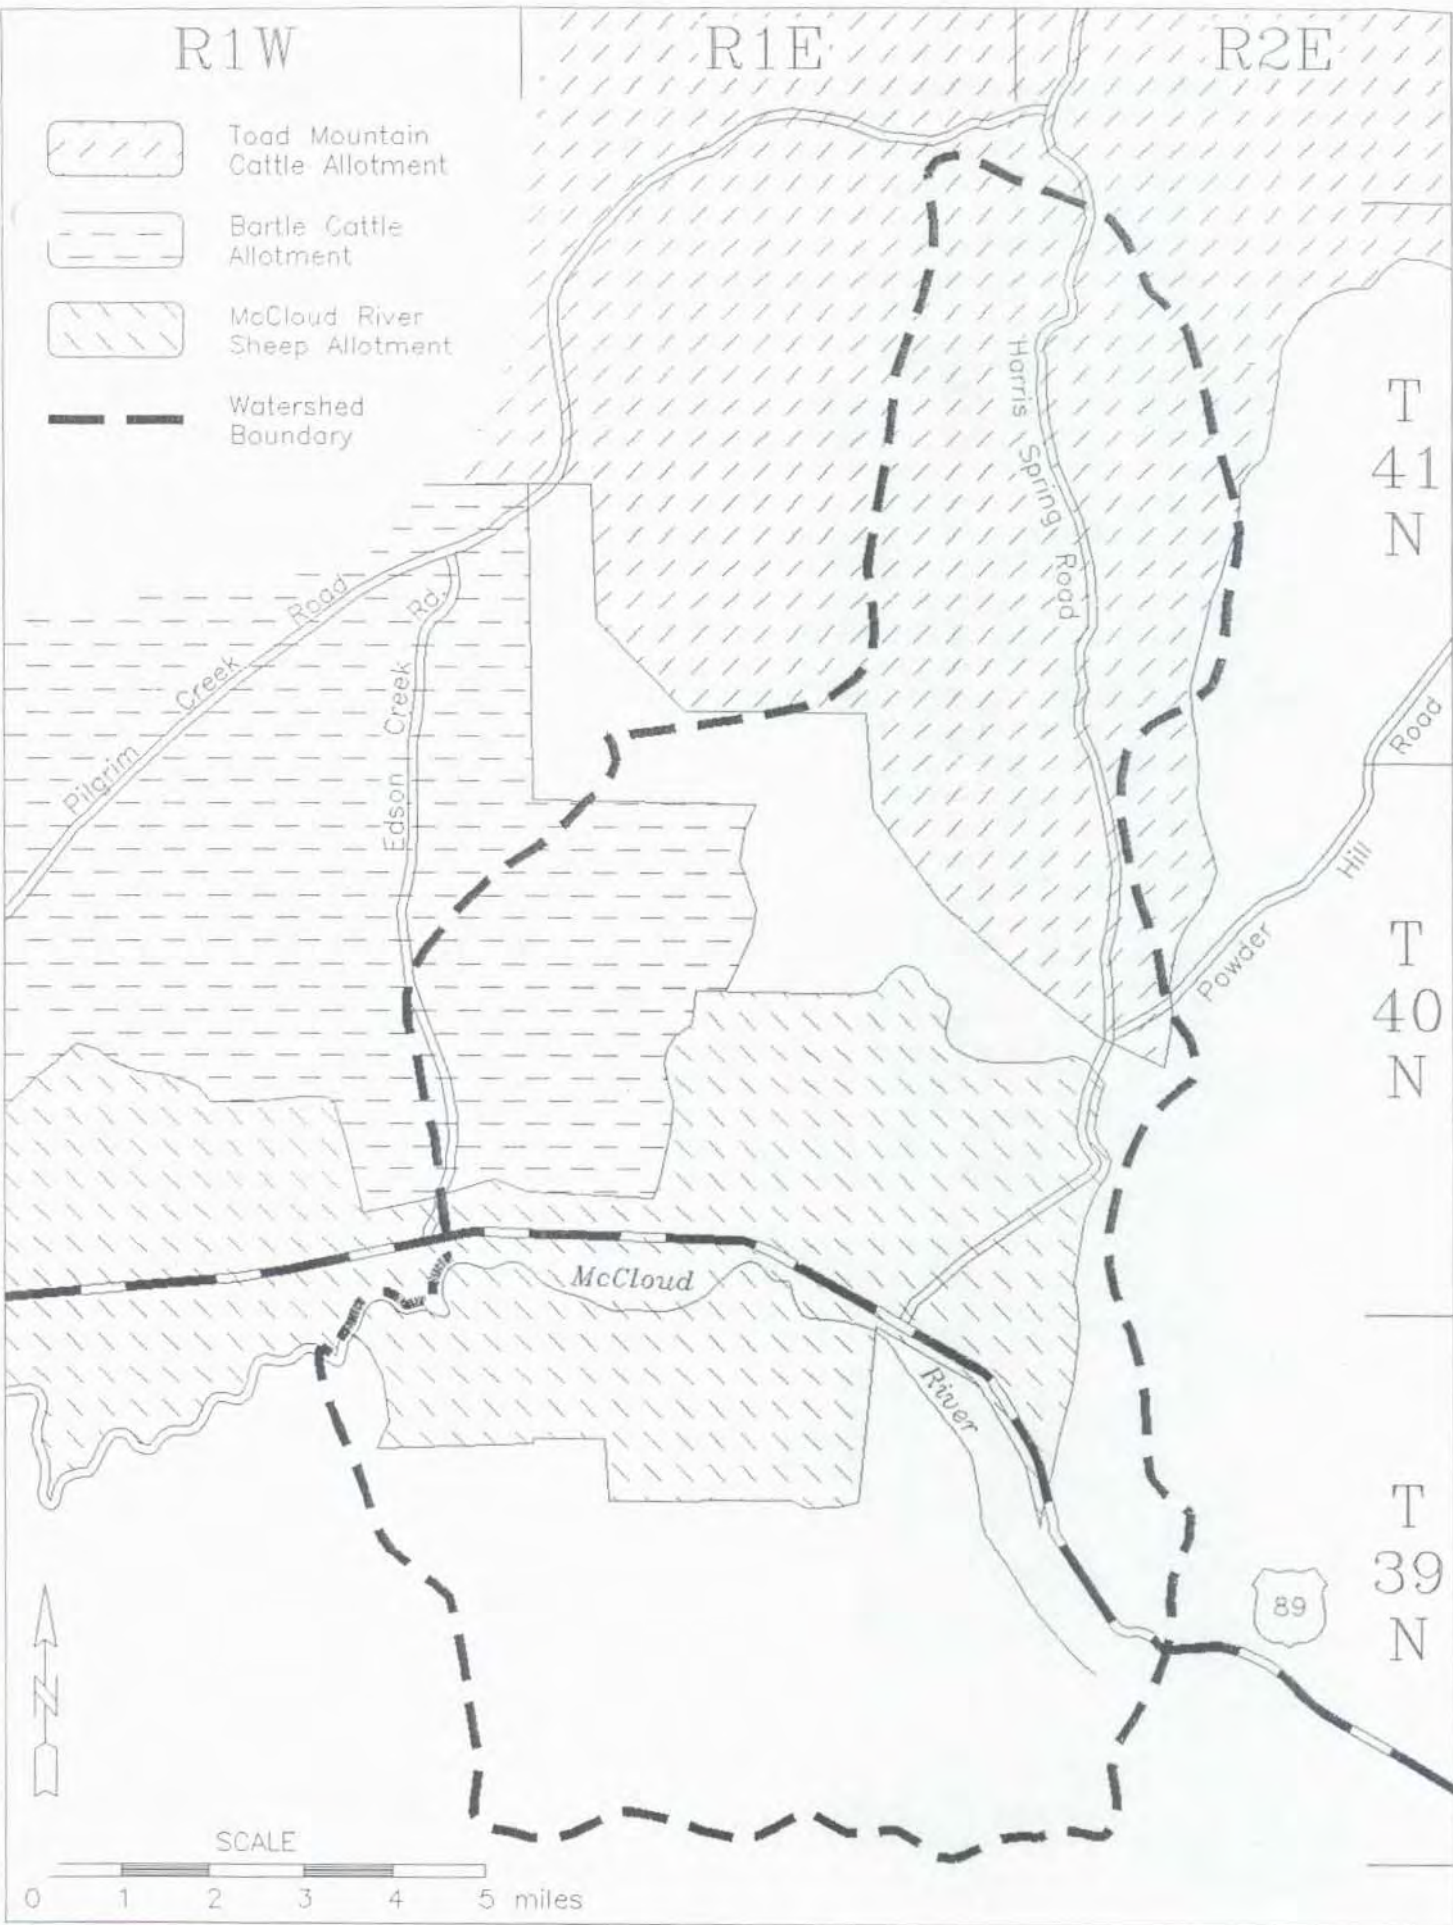 R1W
R1E
R2E
Toad Mountain
Cattle Allotment
Bartle Cattle
Allotment
McCloud River
Sheep Allotment
Watershed
Boundary
T
41
N
Harris Spring Road
Pilgrim Creek Road
Edson Creek Rd.
Powder Hill Road
T
40
N
McCloud River
T
39
N
89
N
SCALE
0 1 2 3 4 5 miles